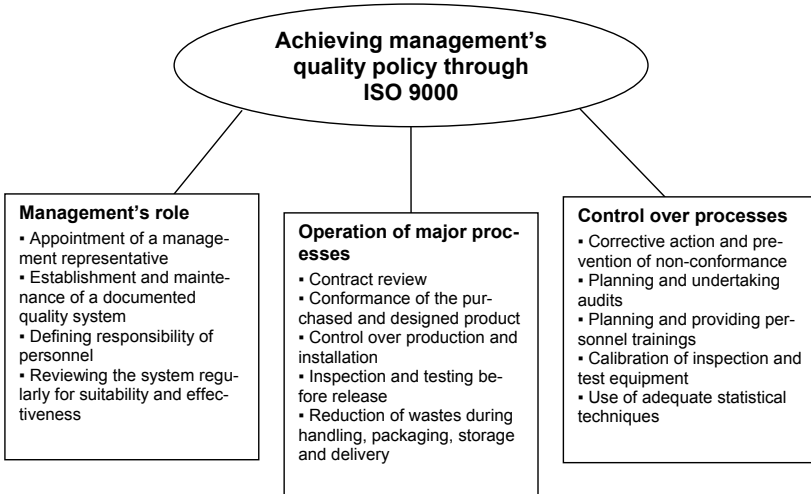 Achieving management's
quality policy through
ISO 9000
Management's role
▪ Appointment of a manage-
ment representative
▪ Establishment and mainte-
nance of a documented
quality system
▪ Defining responsibility of
personnel
▪ Reviewing the system regu-
larly for suitability and effec-
tiveness
Operation of major proc-
esses
▪ Contract review
▪ Conformance of the pur-
chased and designed product
▪ Control over production and
installation
▪ Inspection and testing be-
fore release
▪ Reduction of wastes during
handling, packaging, storage
and delivery
Control over processes
▪ Corrective action and pre-
vention of non-conformance
▪ Planning and undertaking
audits
▪ Planning and providing per-
sonnel trainings
▪ Calibration of inspection and
test equipment
▪ Use of adequate statistical
techniques